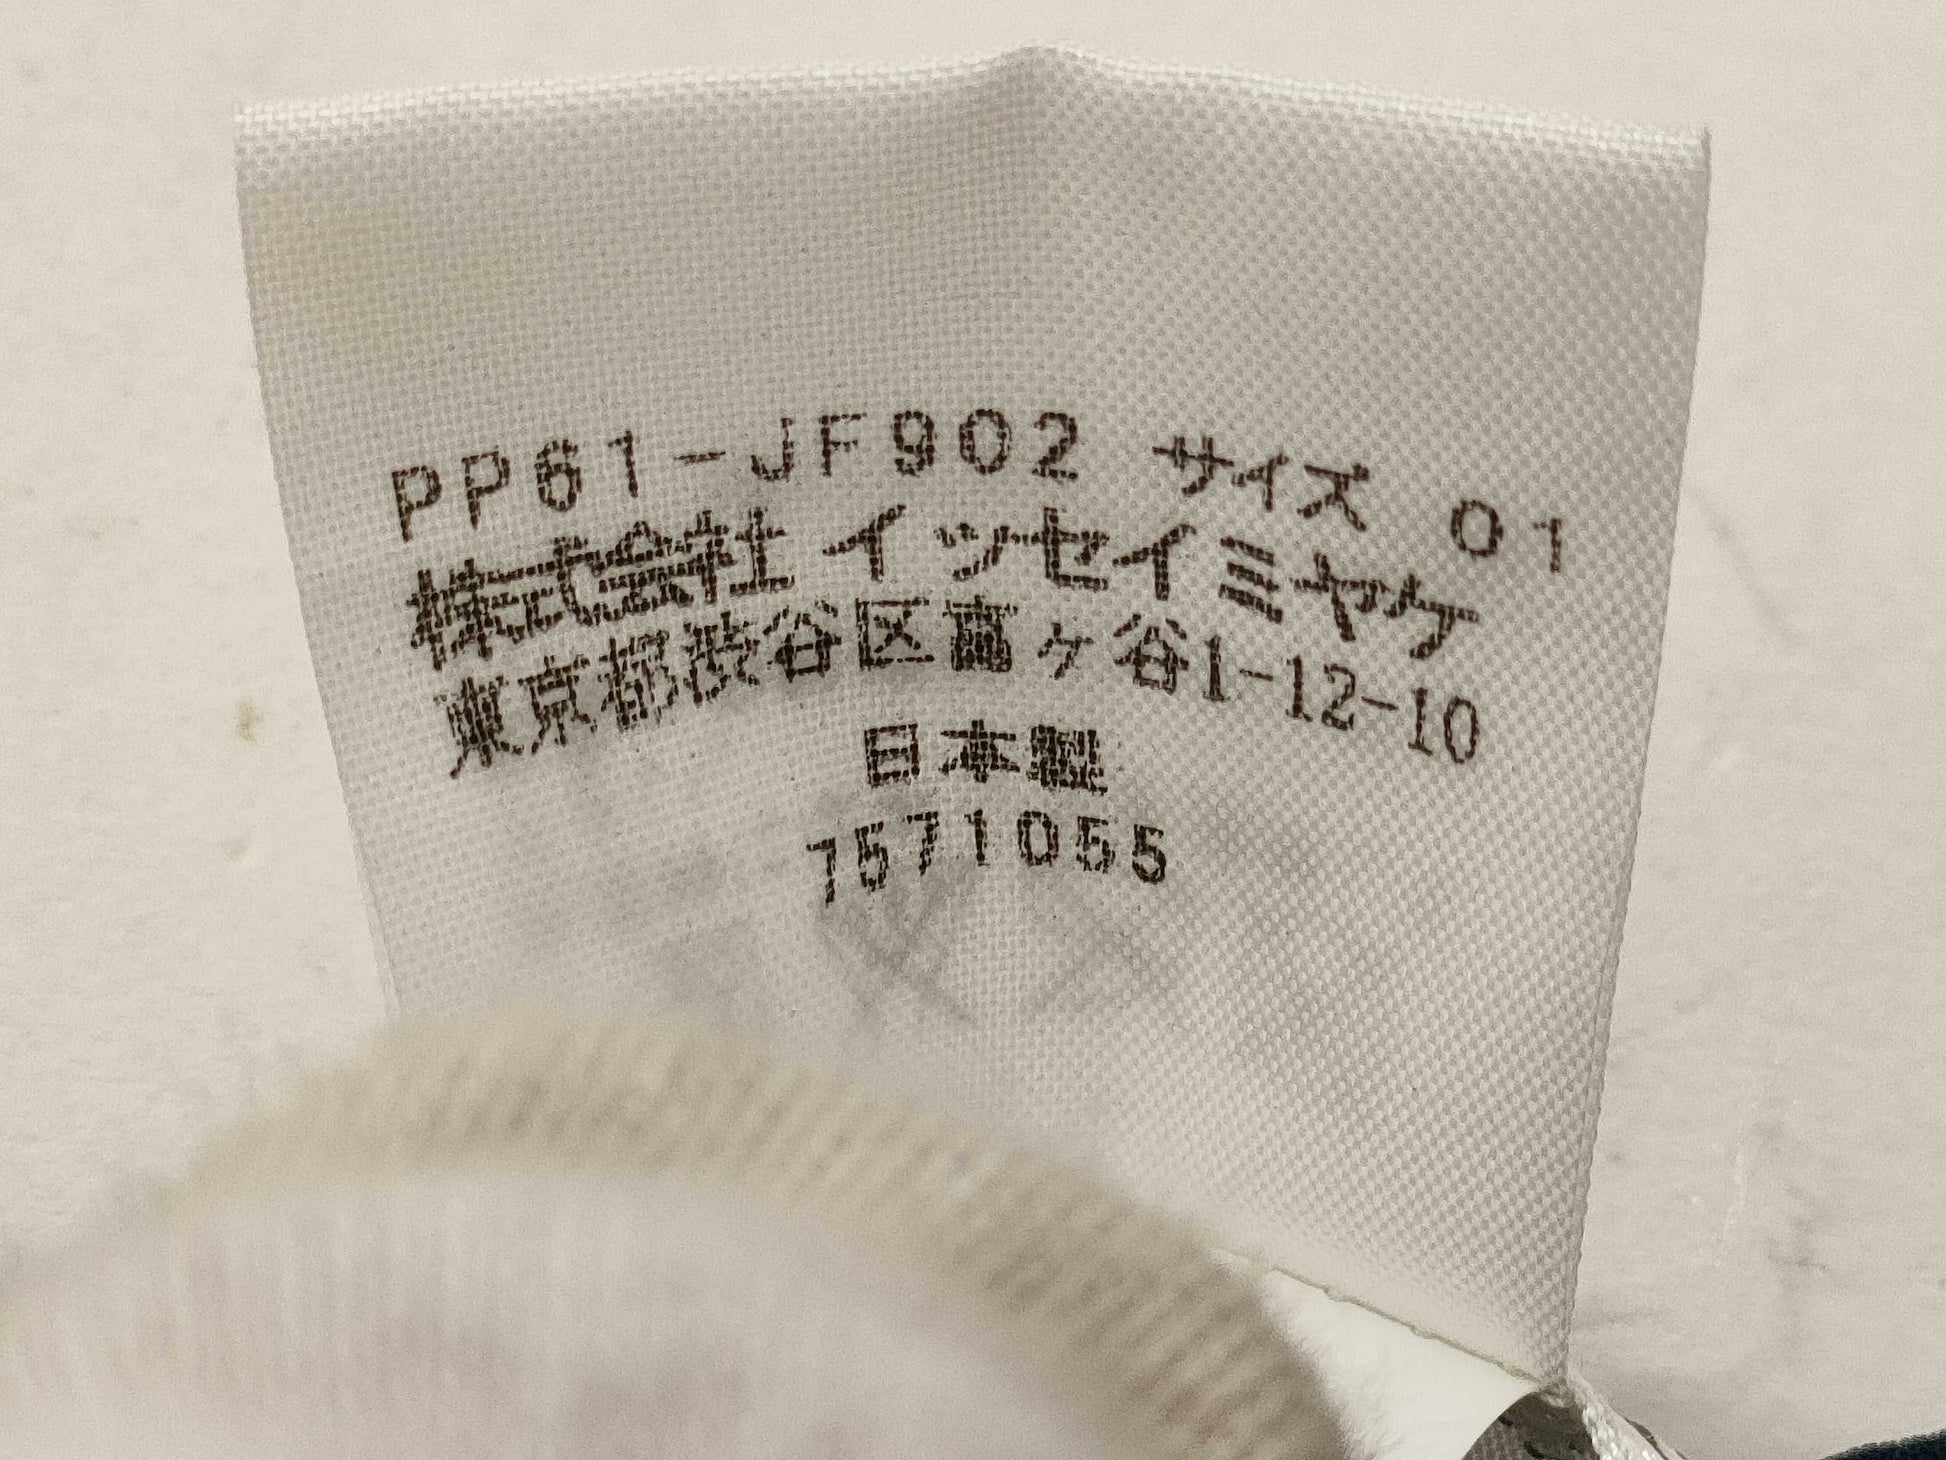 PP61-JF902 サイズ 01
株式会社 イッセイミヤケ
東京都渋谷区富ヶ谷1-12-10
日本製
7571055